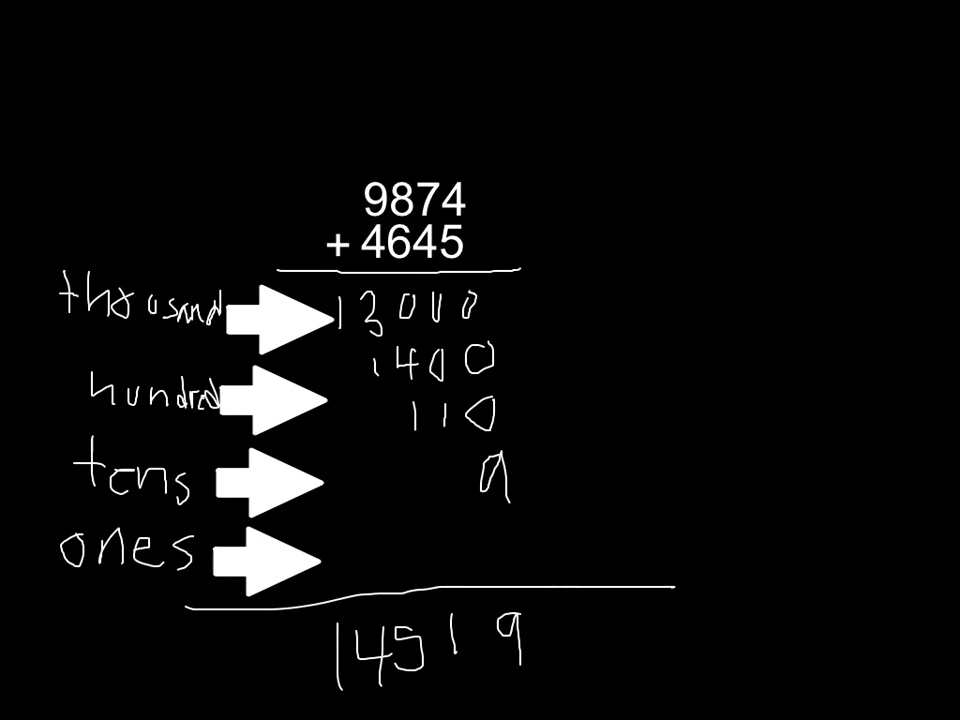 9874
+ 4645
thousand 13000
1400
hundred 110
tens 9
ones
14519